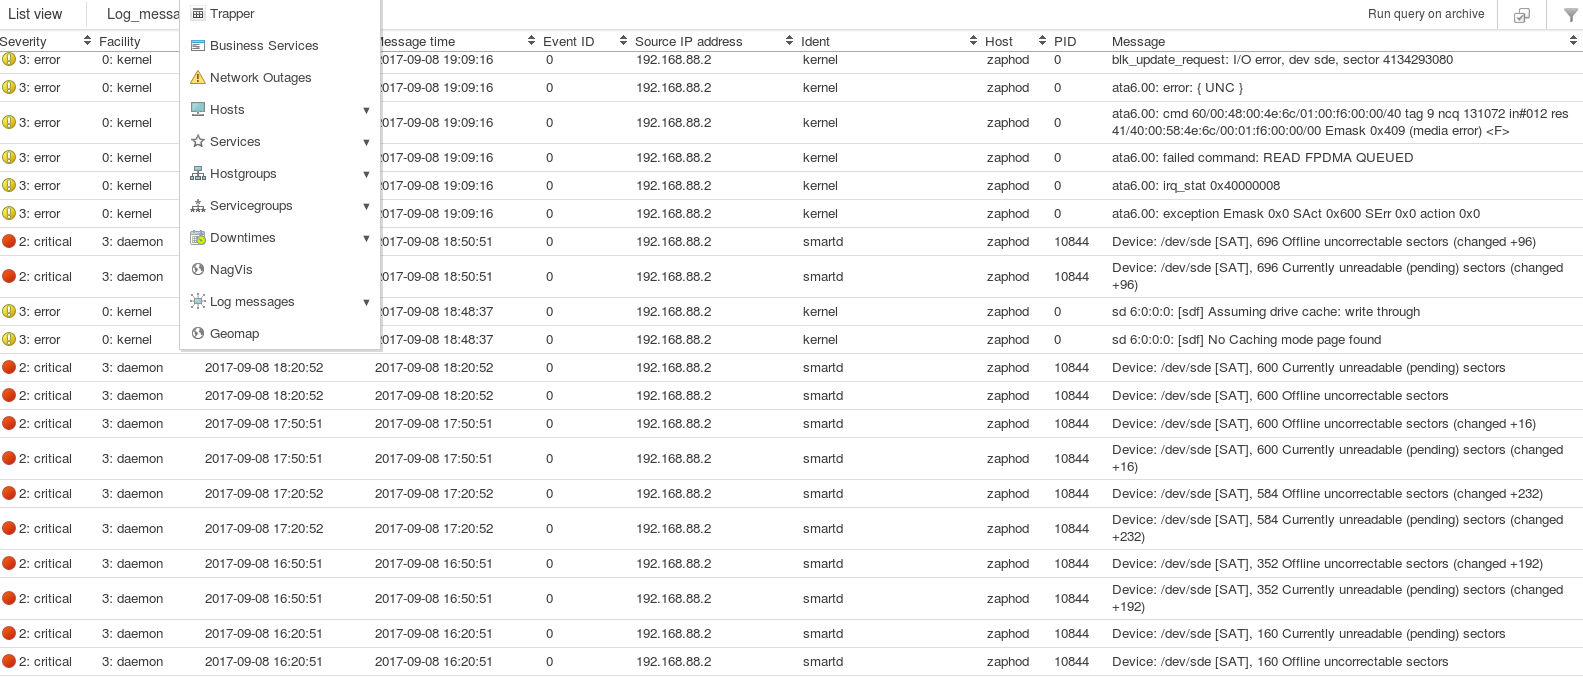 List view Log_messa Run query on archive
Trapper
Severity Facility Message time Event ID Source IP address Ident Host PID Message
Business Services
3: error 0: kernel 2017-09-08 19:09:16 0 192.168.88.2 kernel zaphod 0 blk_update_request: I/O error, dev sde, sector 4134293080
Network Outages
3: error 0: kernel 2017-09-08 19:09:16 0 192.168.88.2 kernel zaphod 0 ata6.00: error: { UNC }
Hosts
3: error 0: kernel 2017-09-08 19:09:16 0 192.168.88.2 kernel zaphod 0 ata6.00: cmd 60/00:48:00:4e:6c/01:00:f6:00:00/40 tag 9 ncq 131072 in#012 res
41/40:00:58:4e:6c/00:01:f6:00:00/00 Emask 0x409 (media error) <F>
Services
3: error 0: kernel 2017-09-08 19:09:16 0 192.168.88.2 kernel zaphod 0 ata6.00: failed command: READ FPDMA QUEUED
Hostgroups
3: error 0: kernel 2017-09-08 19:09:16 0 192.168.88.2 kernel zaphod 0 ata6.00: irq_stat 0x40000008
Servicegroups
3: error 0: kernel 2017-09-08 19:09:16 0 192.168.88.2 kernel zaphod 0 ata6.00: exception Emask 0x0 SAct 0x600 SErr 0x0 action 0x0
Downtimes
2: critical 3: daemon 2017-09-08 18:50:51 0 192.168.88.2 smartd zaphod 10844 Device: /dev/sde [SAT], 696 Offline uncorrectable sectors (changed +96)
NagVis
2: critical 3: daemon 2017-09-08 18:50:51 0 192.168.88.2 smartd zaphod 10844 Device: /dev/sde [SAT], 696 Currently unreadable (pending) sectors (changed
+96)
Log messages
3: error 0: kernel 2017-09-08 18:48:37 0 192.168.88.2 kernel zaphod 0 sd 6:0:0:0: [sdf] Assuming drive cache: write through
Geomap
3: error 0: kernel 2017-09-08 18:48:37 0 192.168.88.2 kernel zaphod 0 sd 6:0:0:0: [sdf] No Caching mode page found
2: critical 3: daemon 2017-09-08 18:20:52 2017-09-08 18:20:52 0 192.168.88.2 smartd zaphod 10844 Device: /dev/sde [SAT], 600 Currently unreadable (pending) sectors
2: critical 3: daemon 2017-09-08 18:20:52 2017-09-08 18:20:52 0 192.168.88.2 smartd zaphod 10844 Device: /dev/sde [SAT], 600 Offline uncorrectable sectors
2: critical 3: daemon 2017-09-08 17:50:51 2017-09-08 17:50:51 0 192.168.88.2 smartd zaphod 10844 Device: /dev/sde [SAT], 600 Offline uncorrectable sectors (changed +16)
2: critical 3: daemon 2017-09-08 17:50:51 2017-09-08 17:50:51 0 192.168.88.2 smartd zaphod 10844 Device: /dev/sde [SAT], 600 Currently unreadable (pending) sectors (changed
+16)
2: critical 3: daemon 2017-09-08 17:20:52 2017-09-08 17:20:52 0 192.168.88.2 smartd zaphod 10844 Device: /dev/sde [SAT], 584 Offline uncorrectable sectors (changed +232)
2: critical 3: daemon 2017-09-08 17:20:52 2017-09-08 17:20:52 0 192.168.88.2 smartd zaphod 10844 Device: /dev/sde [SAT], 584 Currently unreadable (pending) sectors (changed
+232)
2: critical 3: daemon 2017-09-08 16:50:51 2017-09-08 16:50:51 0 192.168.88.2 smartd zaphod 10844 Device: /dev/sde [SAT], 352 Offline uncorrectable sectors (changed +192)
2: critical 3: daemon 2017-09-08 16:50:51 2017-09-08 16:50:51 0 192.168.88.2 smartd zaphod 10844 Device: /dev/sde [SAT], 352 Currently unreadable (pending) sectors (changed
+192)
2: critical 3: daemon 2017-09-08 16:20:51 2017-09-08 16:20:51 0 192.168.88.2 smartd zaphod 10844 Device: /dev/sde [SAT], 160 Currently unreadable (pending) sectors
2: critical 3: daemon 2017-09-08 16:20:51 2017-09-08 16:20:51 0 192.168.88.2 smartd zaphod 10844 Device: /dev/sde [SAT], 160 Offline uncorrectable sectors